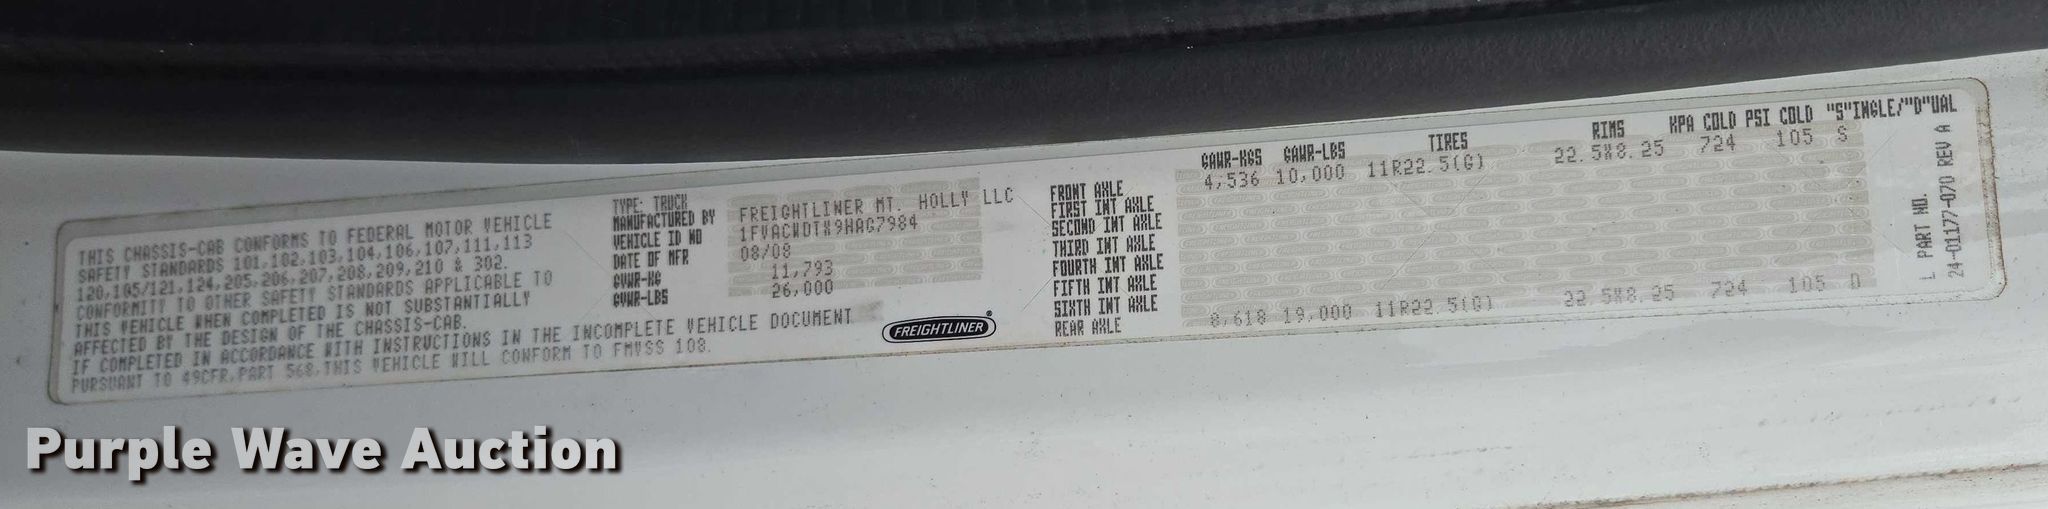 THIS CHASSIS-CAB CONFORMS TO FEDERAL MOTOR VEHICLE
SAFETY STANDARDS 101,102,103,104,106,107,111,113
120,105/121,124,205,206,207,208,209,210 & 302.
CONFORMITY TO OTHER SAFETY STANDARDS APPLICABLE TO
THIS VEHICLE WHEN COMPLETED IS NOT SUBSTANTIALLY
AFFECTED BY THE DESIGN OF THE CHASSIS-CAB.
IF COMPLETED IN ACCORDANCE WITH INSTRUCTIONS IN THE INCOMPLETE VEHICLE DOCUMENT
PURSUANT TO 49CFR,PART 568,THIS VEHICLE WILL CONFORM TO FMVSS 108.
TYPE: TRUCK
MANUFACTURED BY FREIGHTLINER MT. HOLLY LLC
VEHICLE ID NO 1FVACWDTX9HAG7984
DATE OF MFR 08/08
GVWR-KG 11,793
GVWR-LBS 26,000
FREIGHTLINER®
GAWR-KGS GAWR-LBS TIRES RIMS KPA COLD PSI COLD "S"INGLE/"D"UAL
FRONT AXLE 4,536 10,000 11R22.5(G) 22.5X8.25 724 105 S
FIRST INT AXLE
SECOND INT AXLE
THIRD INT AXLE
FOURTH INT AXLE
FIFTH INT AXLE
SIXTH INT AXLE
REAR AXLE 8,618 19,000 11R22.5(G) 22.5X8.25 724 105 D
L PART NO.
24-01177-070 REV A
Purple Wave Auction